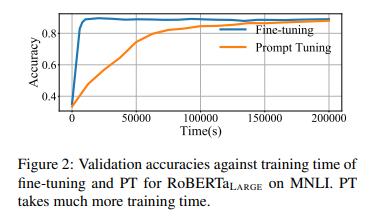 0.8
0.6
0.4
Accuracy
Fine-tuning
Prompt Tuning
0 50000 100000 150000 200000
Time(s)
Figure 2: Validation accuracies against training time of
fine-tuning and PT for RoBERTaLARGE on MNLI. PT
takes much more training time.